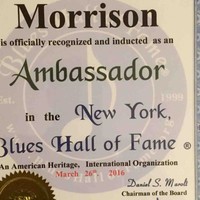 Morrison
is officially recognized and inducted as an
Ambassador
in the New York,
Blues Hall of Fame ®
An American Heritage, International Organization
March 26th, 2016
Daniel S. Marolt
Chairman of the Board